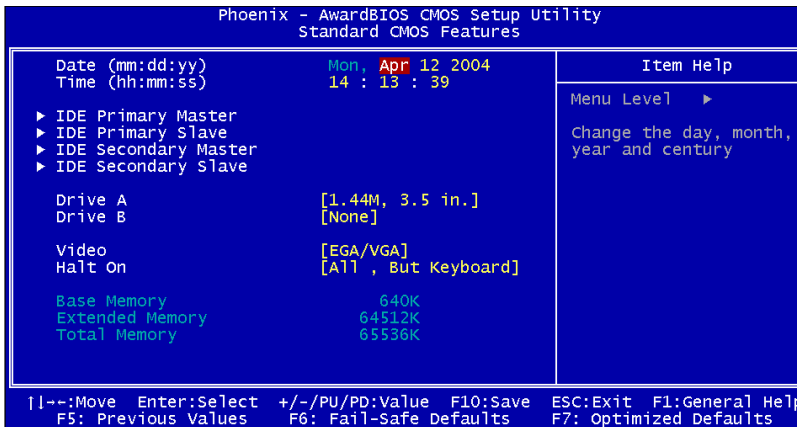 Phoenix - AwardBIOS CMOS Setup Utility
Standard CMOS Features
Date (mm:dd:yy) Mon, Apr 12 2004
Time (hh:mm:ss) 14 : 13 : 39
IDE Primary Master
IDE Primary Slave
IDE Secondary Master
IDE Secondary Slave
Drive A [1.44M, 3.5 in.]
Drive B [None]
Video [EGA/VGA]
Halt On [All , But Keyboard]
Base Memory 640K
Extended Memory 64512K
Total Memory 65536K
Item Help
Menu Level ▶
Change the day, month,
year and century
↑↓→←:Move Enter:Select +/-/PU/PD:Value F10:Save ESC:Exit F1:General Help
F5: Previous Values F6: Fail-Safe Defaults F7: Optimized Defaults